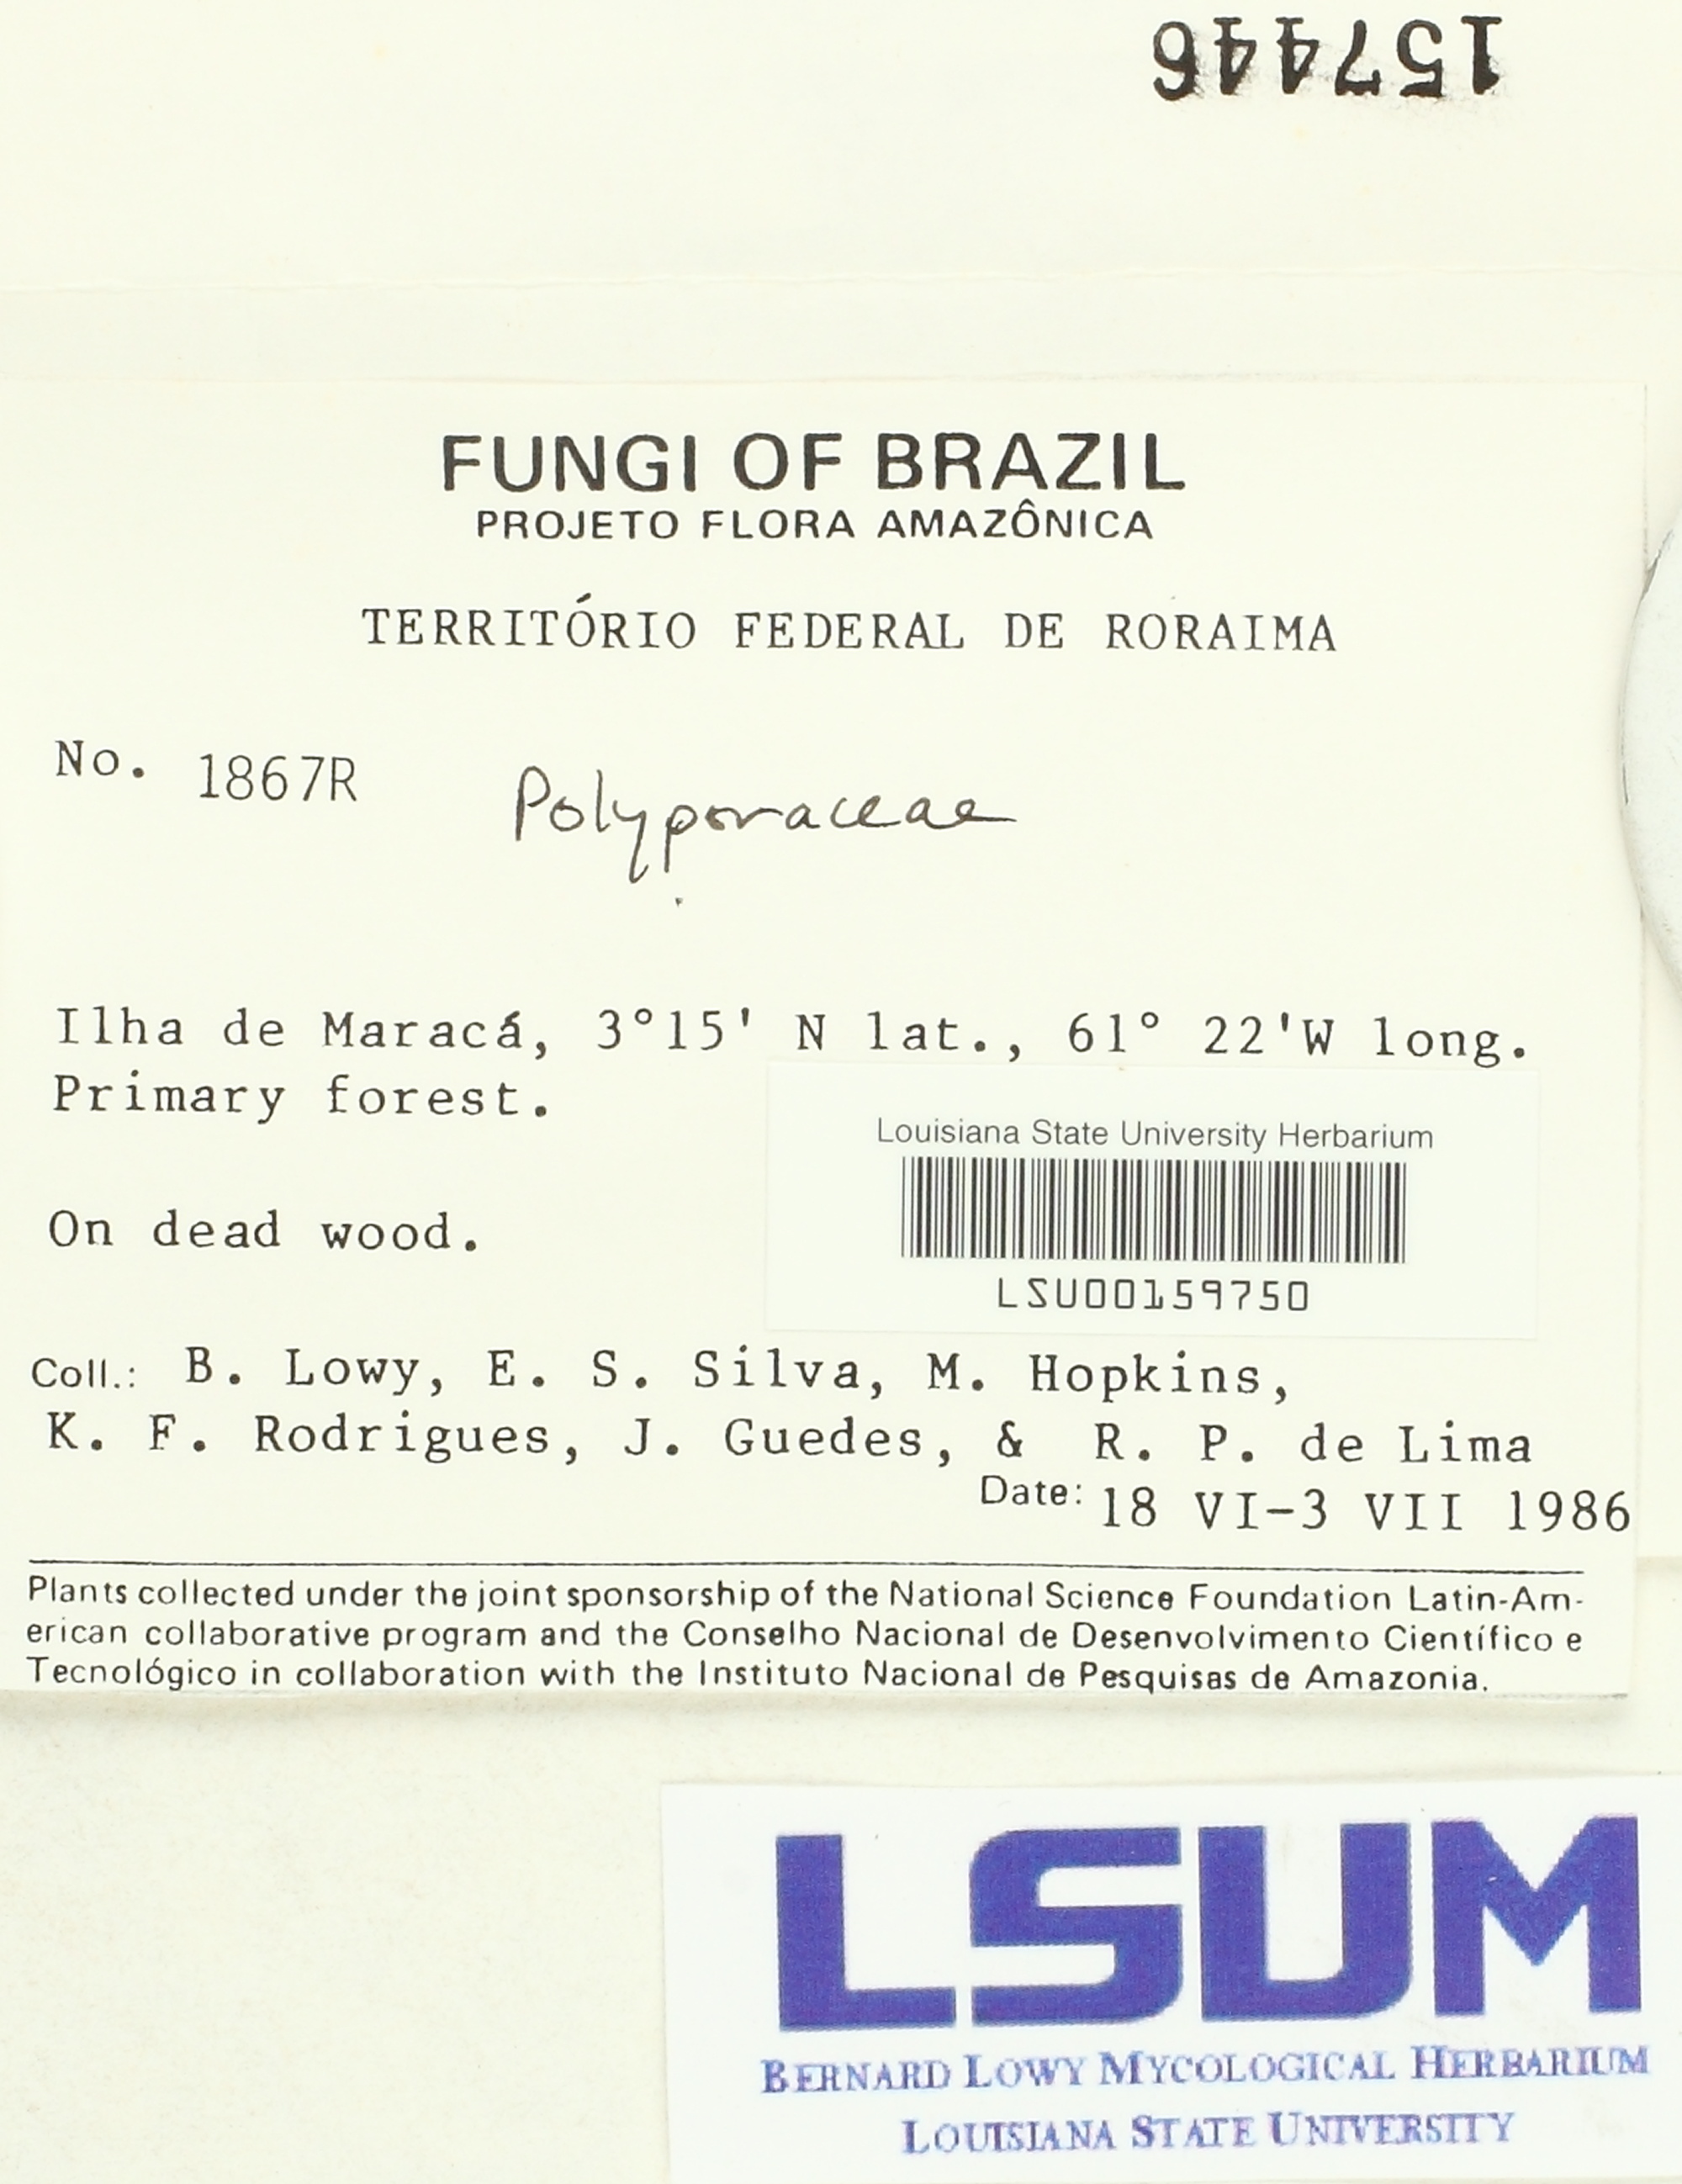 157446
FUNGI OF BRAZIL
PROJETO FLORA AMAZÔNICA
TERRITÓRIO FEDERAL DE RORAIMA
No. 1867R Polyporaceae
Ilha de Maracá, 3°15' N lat., 61° 22'W long.
Primary forest.
Louisiana State University Herbarium
On dead wood.
LSU00159750
Coll.: B. Lowy, E. S. Silva, M. Hopkins,
K. F. Rodrigues, J. Guedes, & R. P. de Lima
Date: 18 VI-3 VII 1986
Plants collected under the joint sponsorship of the National Science Foundation Latin-Am-
erican collaborative program and the Conselho Nacional de Desenvolvimento Científico e
Tecnológico in collaboration with the Instituto Nacional de Pesquisas de Amazonia.
LSUM
BERNARD LOWY MYCOLOGICAL HERBARIUM
LOUISIANA STATE UNIVERSITY